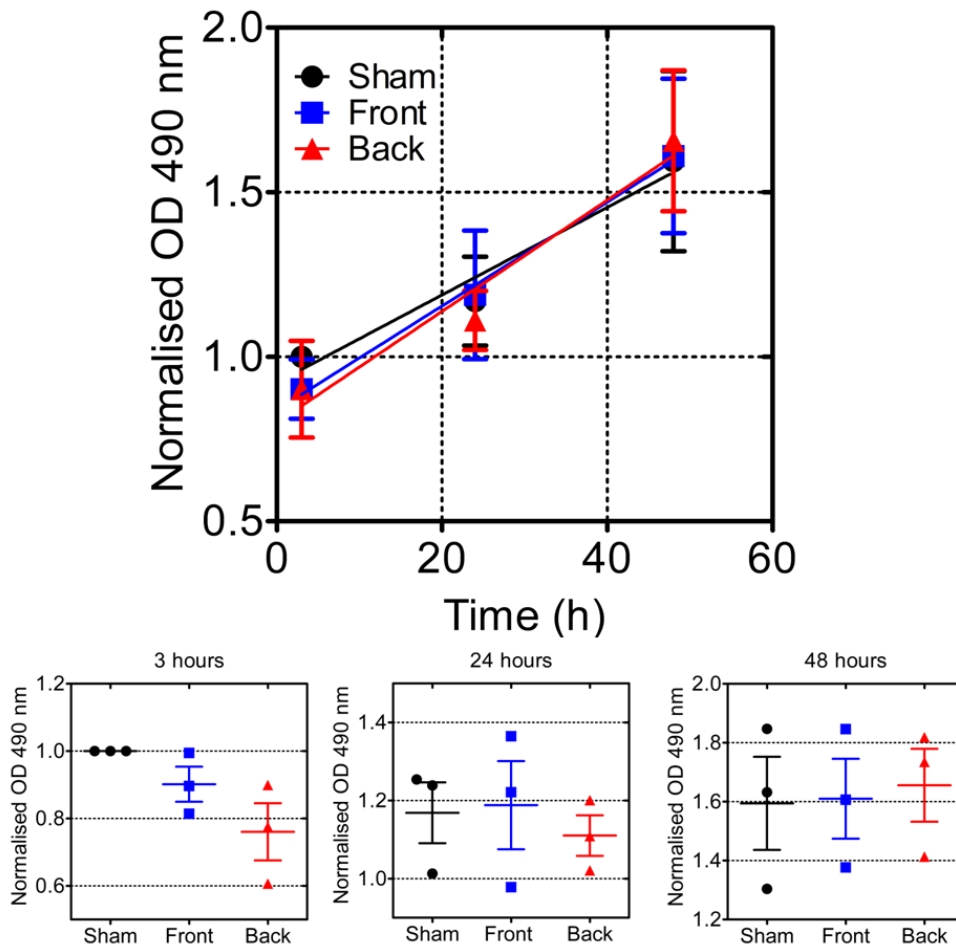 Normalised OD 490 nm
2.0
1.5
1.0
0.5
Sham
Front
Back
0 20 40 60
Time (h)
3 hours
Normalised OD 490 nm
1.2
1.0
0.8
0.6
Sham Front Back
24 hours
Normalised OD 490 nm
1.4
1.2
1.0
Sham Front Back
48 hours
Normalised OD 490 nm
2.0
1.8
1.6
1.4
1.2
Sham Front Back